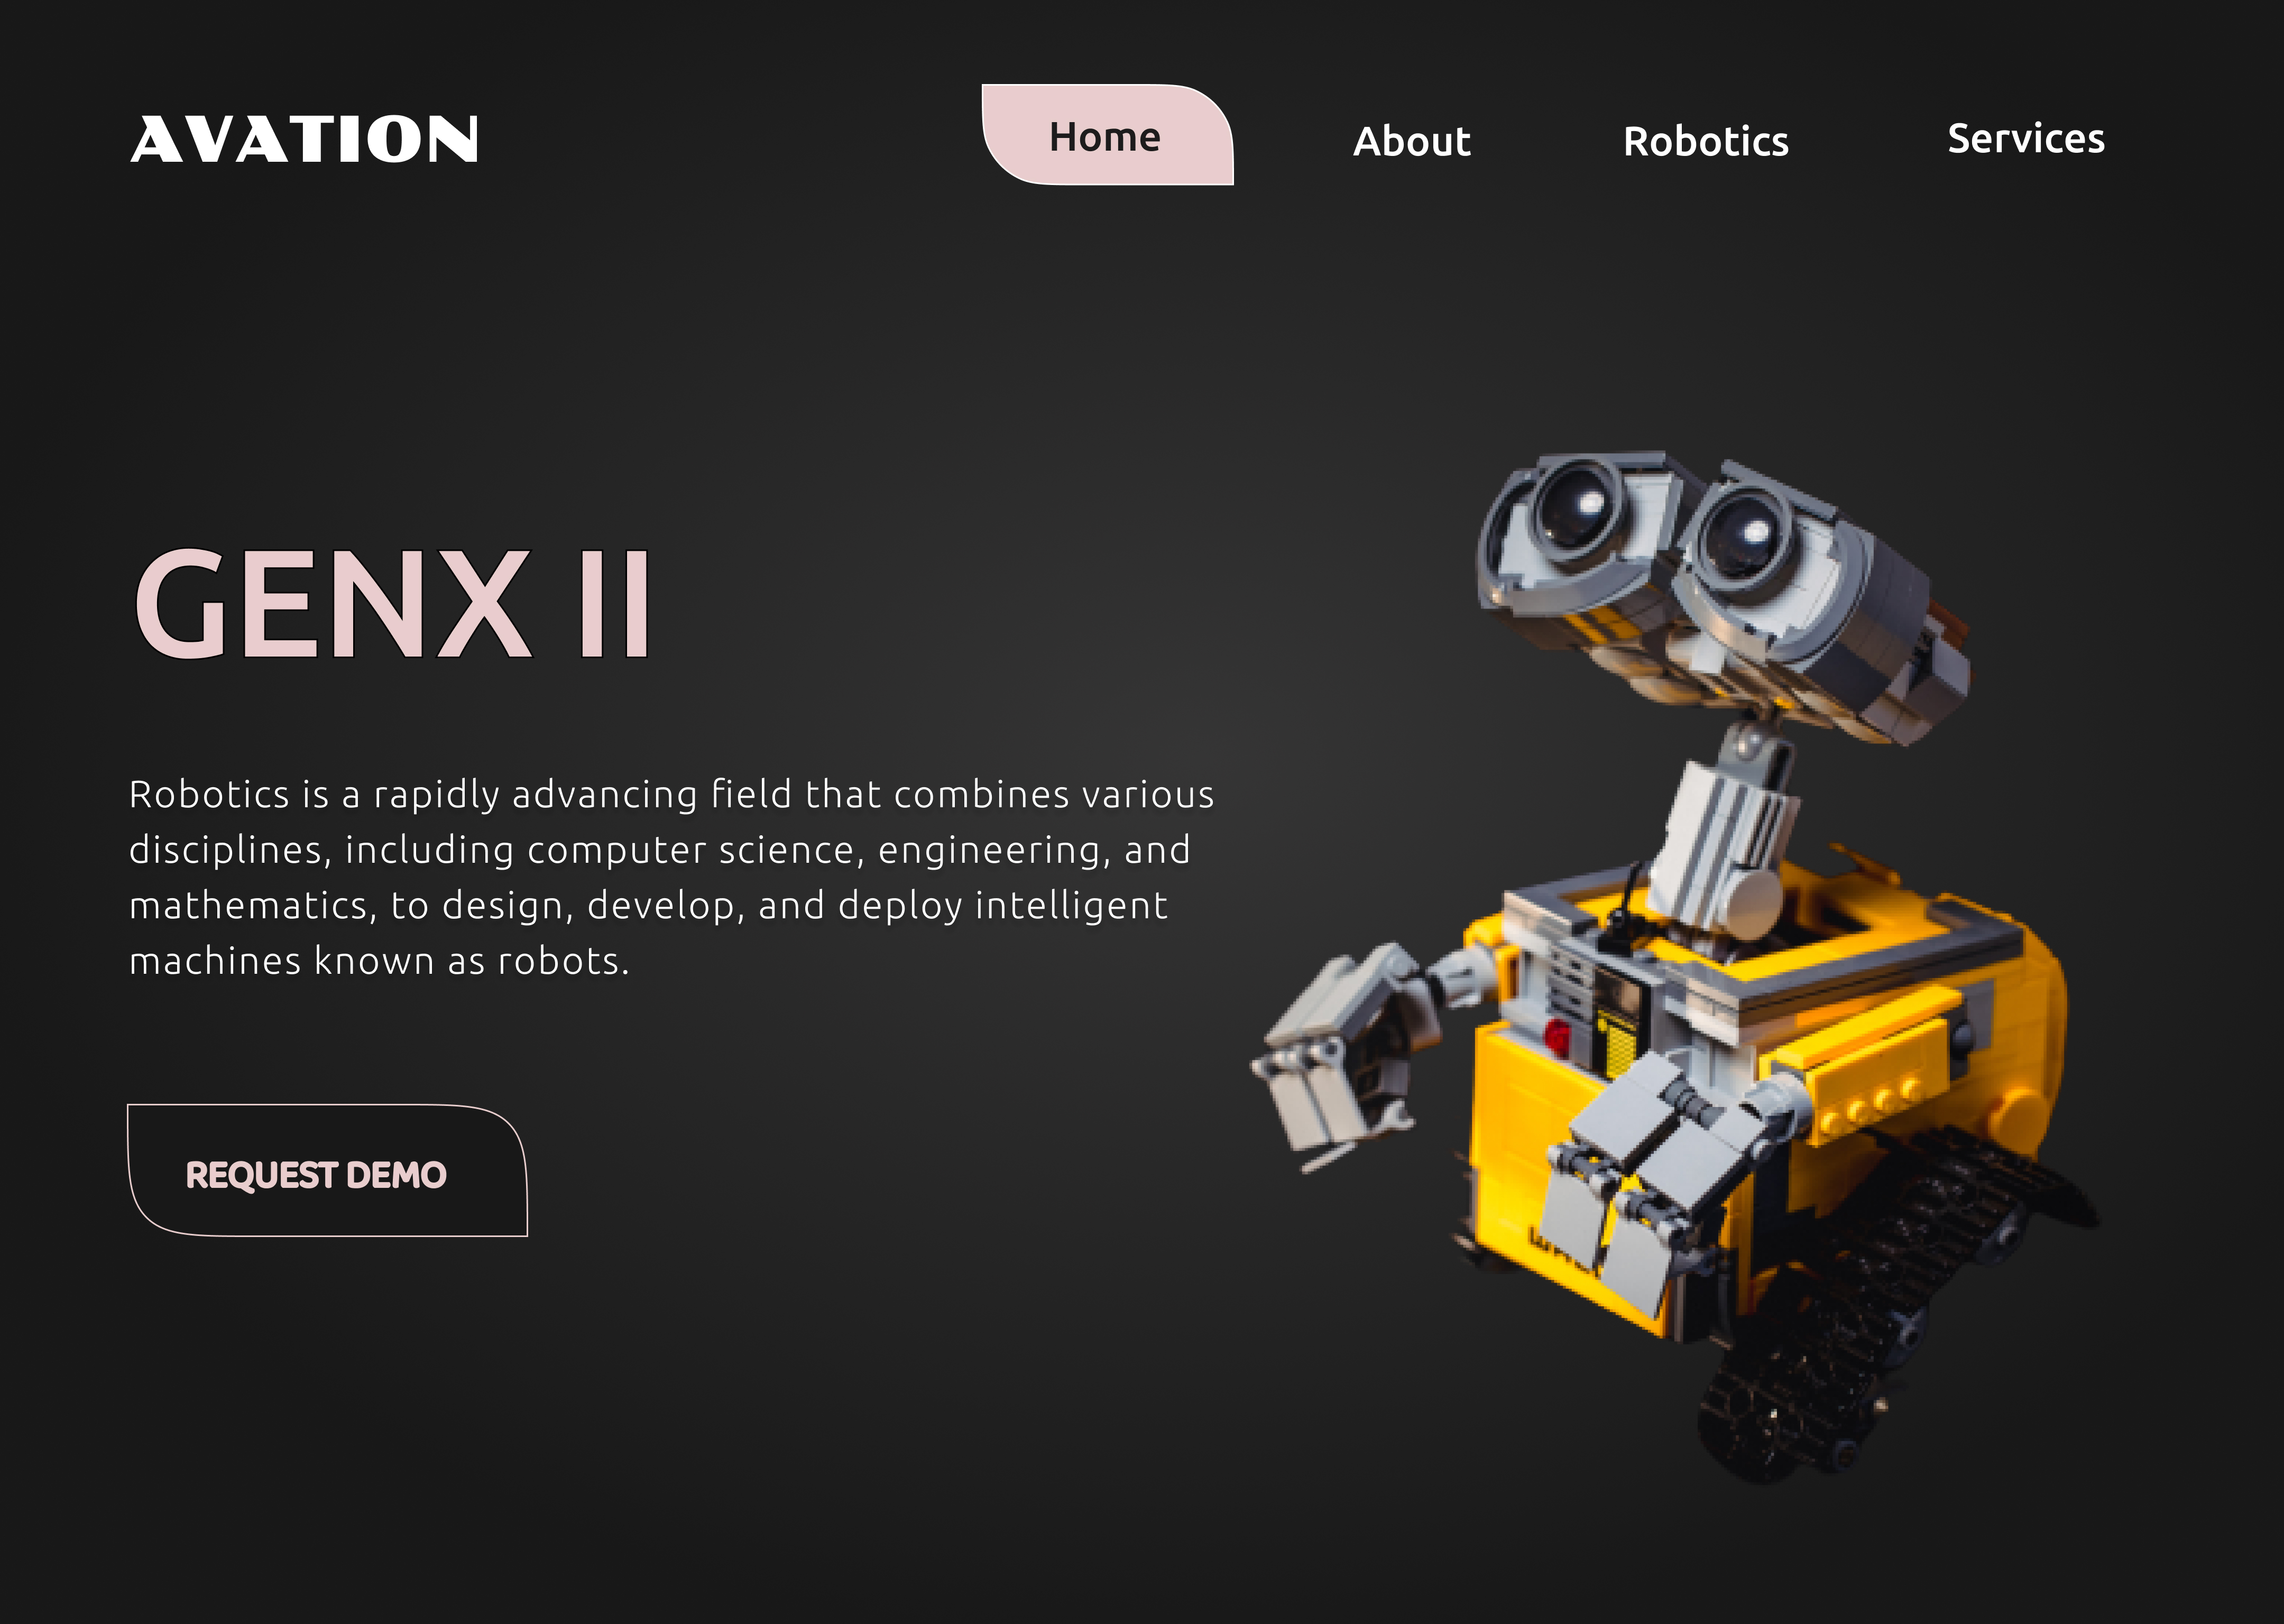 AVATION
Home
About
Robotics
Services
GENX II
Robotics is a rapidly advancing field that combines various
disciplines, including computer science, engineering, and
mathematics, to design, develop, and deploy intelligent
machines known as robots.
REQUEST DEMO